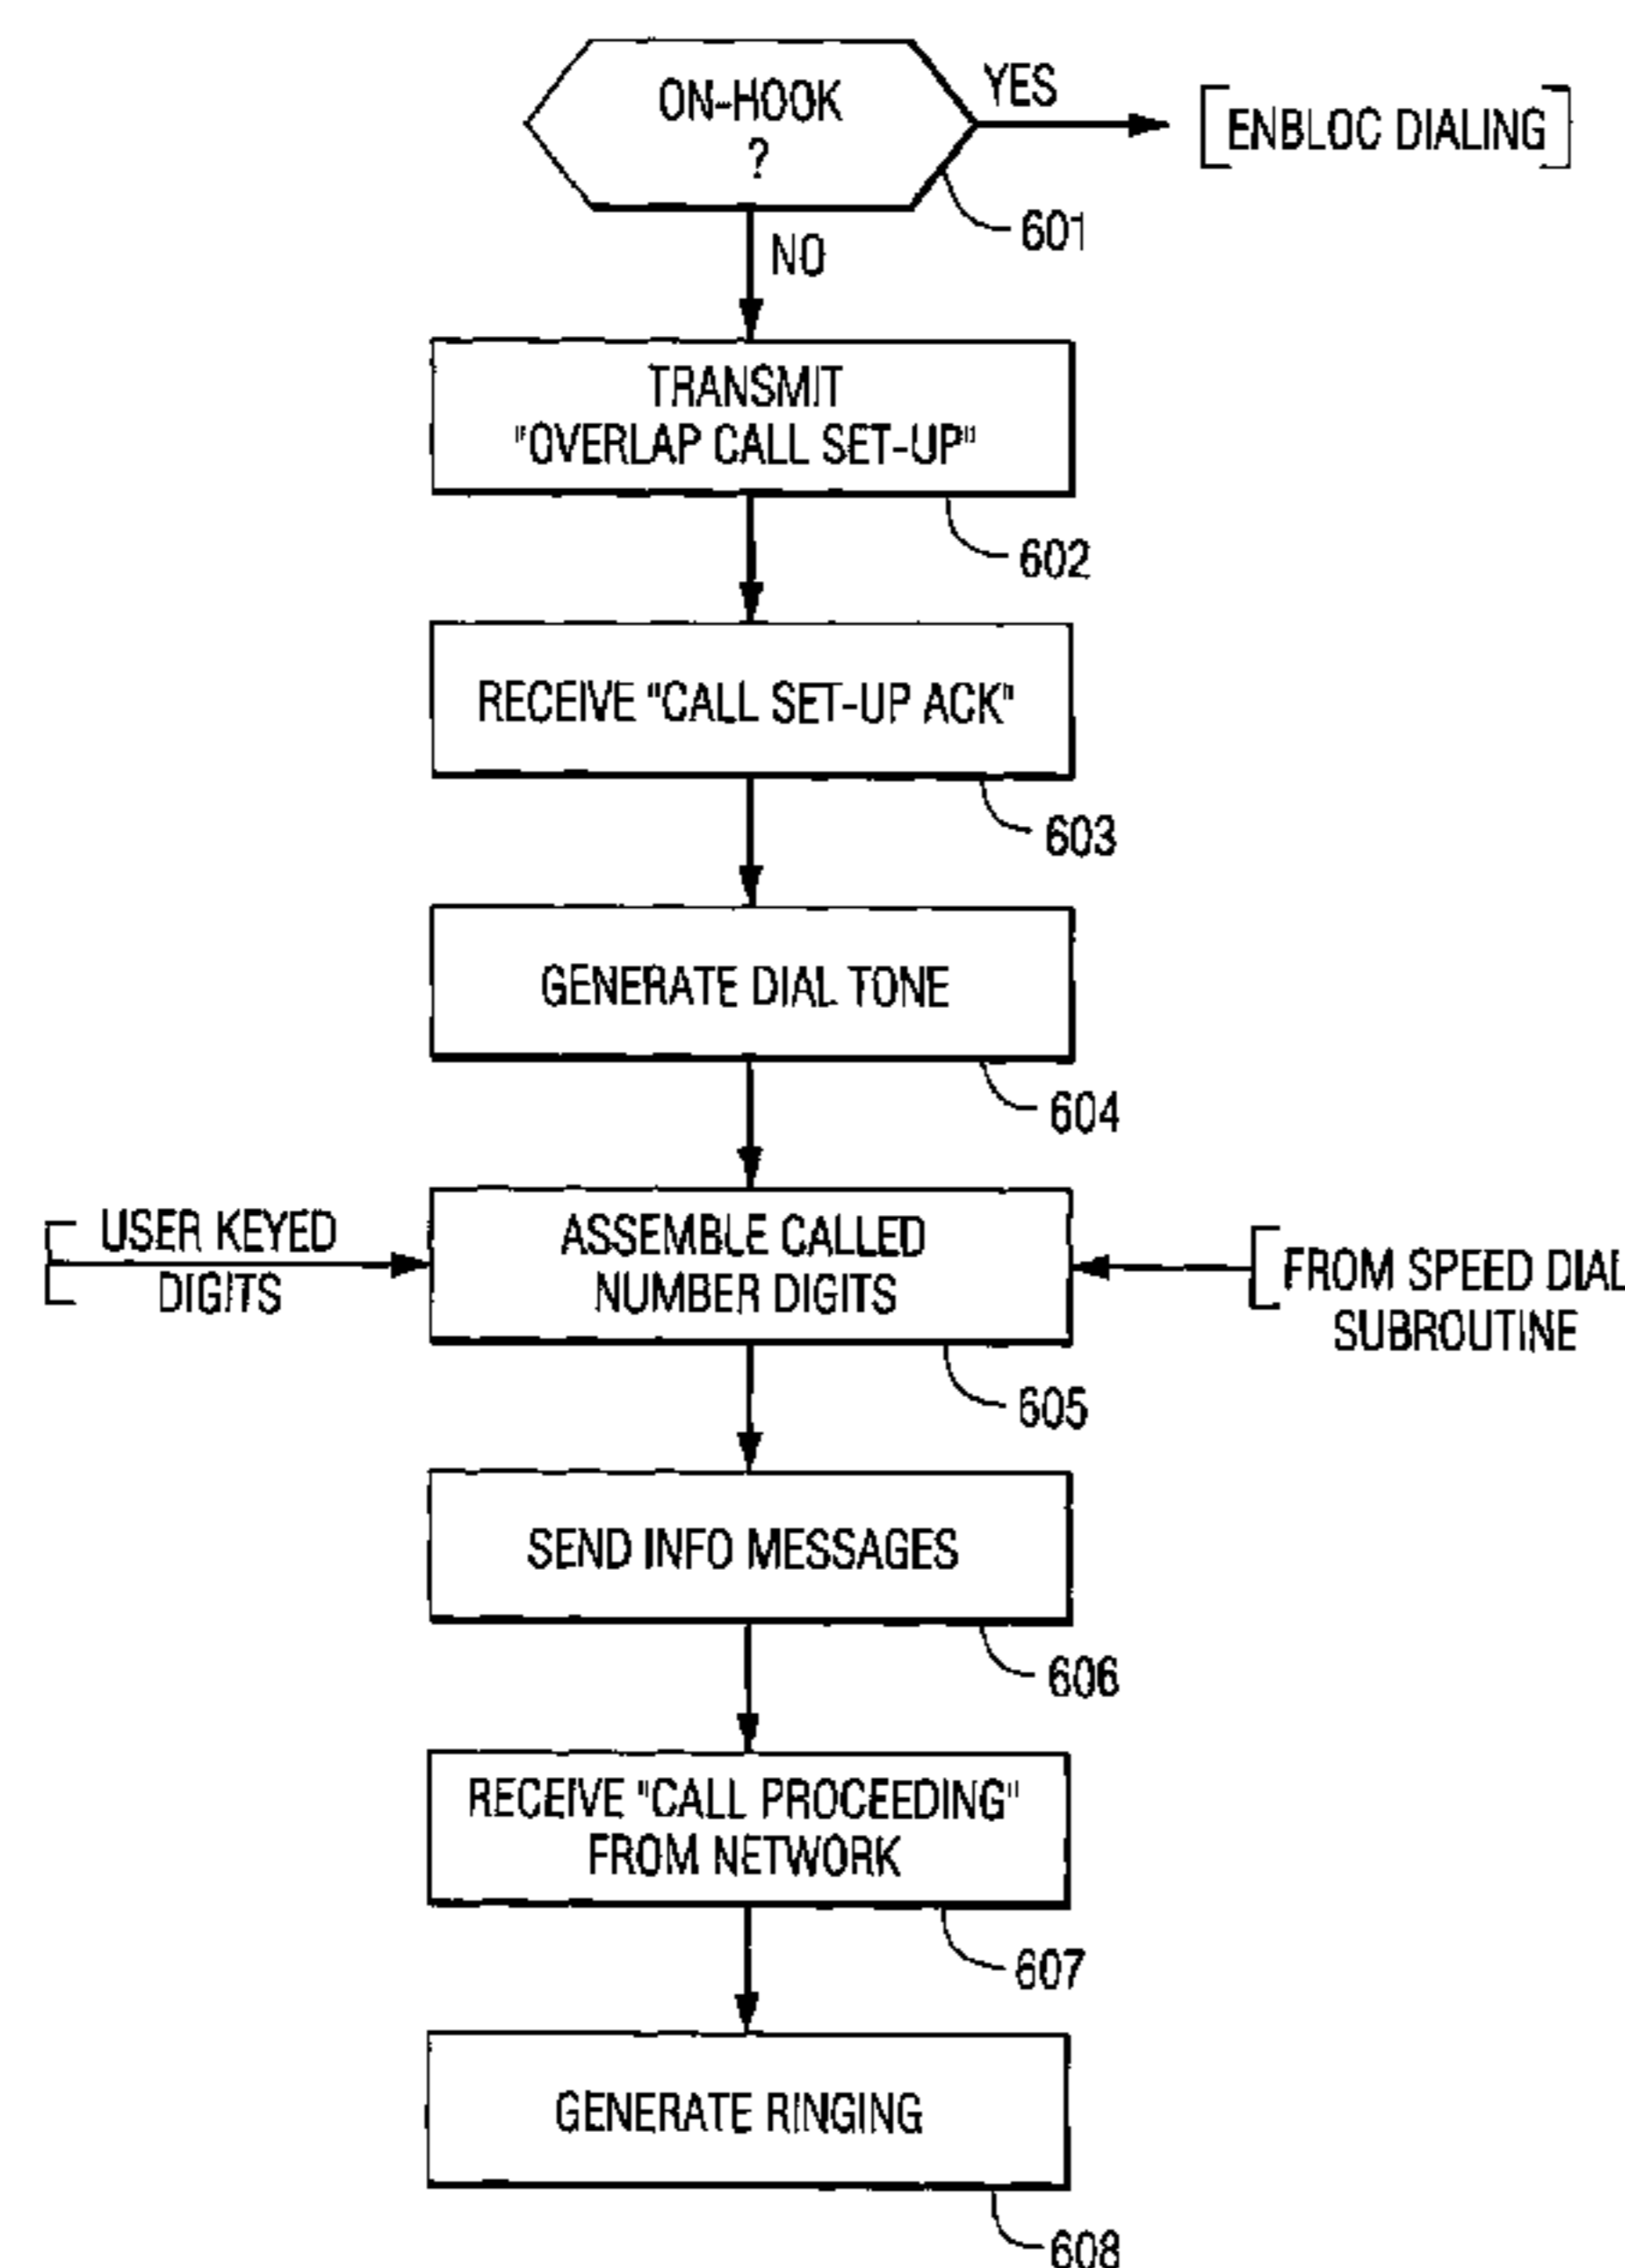 ON-HOOK
?
YES
[ENBLOC DIALING]
601
NO
TRANSMIT
"OVERLAP CALL SET-UP"
602
RECEIVE "CALL SET-UP ACK"
603
GENERATE DIAL TONE
604
USER KEYED
DIGITS
ASSEMBLE CALLED
NUMBER DIGITS
FROM SPEED DIAL
SUBROUTINE
605
SEND INFO MESSAGES
606
RECEIVE "CALL PROCEEDING"
FROM NETWORK
607
GENERATE RINGING
608